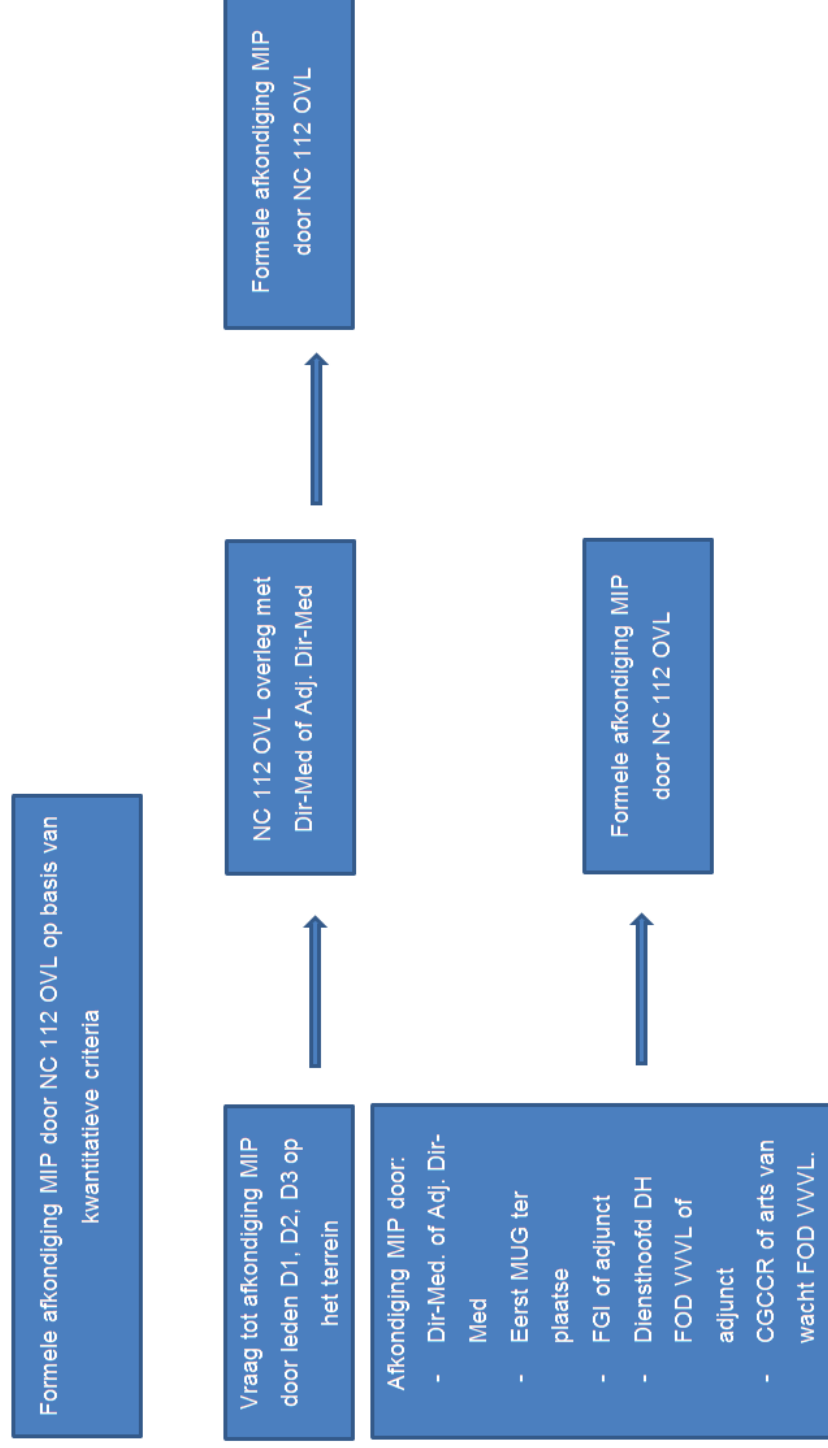 Formele afkondiging MIP door NC 112 OVL op basis van
kwantitatieve criteria
Vraag tot afkondiging MIP
door leden D1, D2, D3 op
het terrein
NC 112 OVL overleg met
Dir-Med of Adj. Dir-Med
Formele afkondiging MIP
door NC 112 OVL
Afkondiging MIP door:
- Dir-Med. of Adj. Dir-
Med
- Eerst MUG ter
plaatse
- FGI of adjunct
- Diensthoofd DH
FOD VVVL of
adjunct
- CGCCR of arts van
wacht FOD VVVL.
Formele afkondiging MIP
door NC 112 OVL